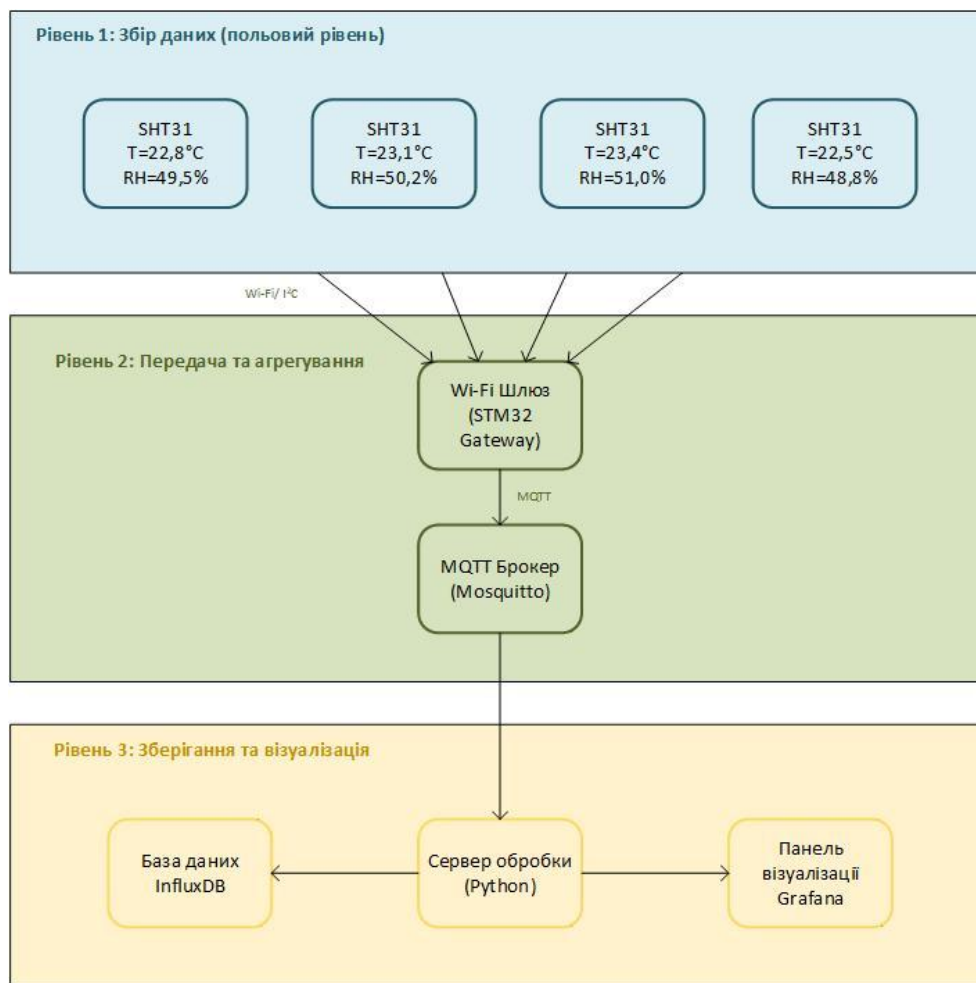 Рівень 1: Збір даних (польовий рівень)
SHT31
T=22,8°C
RH=49,5%
SHT31
T=23,1°C
RH=50,2%
SHT31
T=23,4°C
RH=51,0%
SHT31
T=22,5°C
RH=48,8%
Wi-Fi/ I²C
Рівень 2: Передача та агрегування
Wi-Fi Шлюз
(STM32
Gateway)
MQTT
MQTT Брокер
(Mosquitto)
Рівень 3: Зберігання та візуалізація
База даних
InfluxDB
Сервер обробки
(Python)
Панель
візуалізації
Grafana